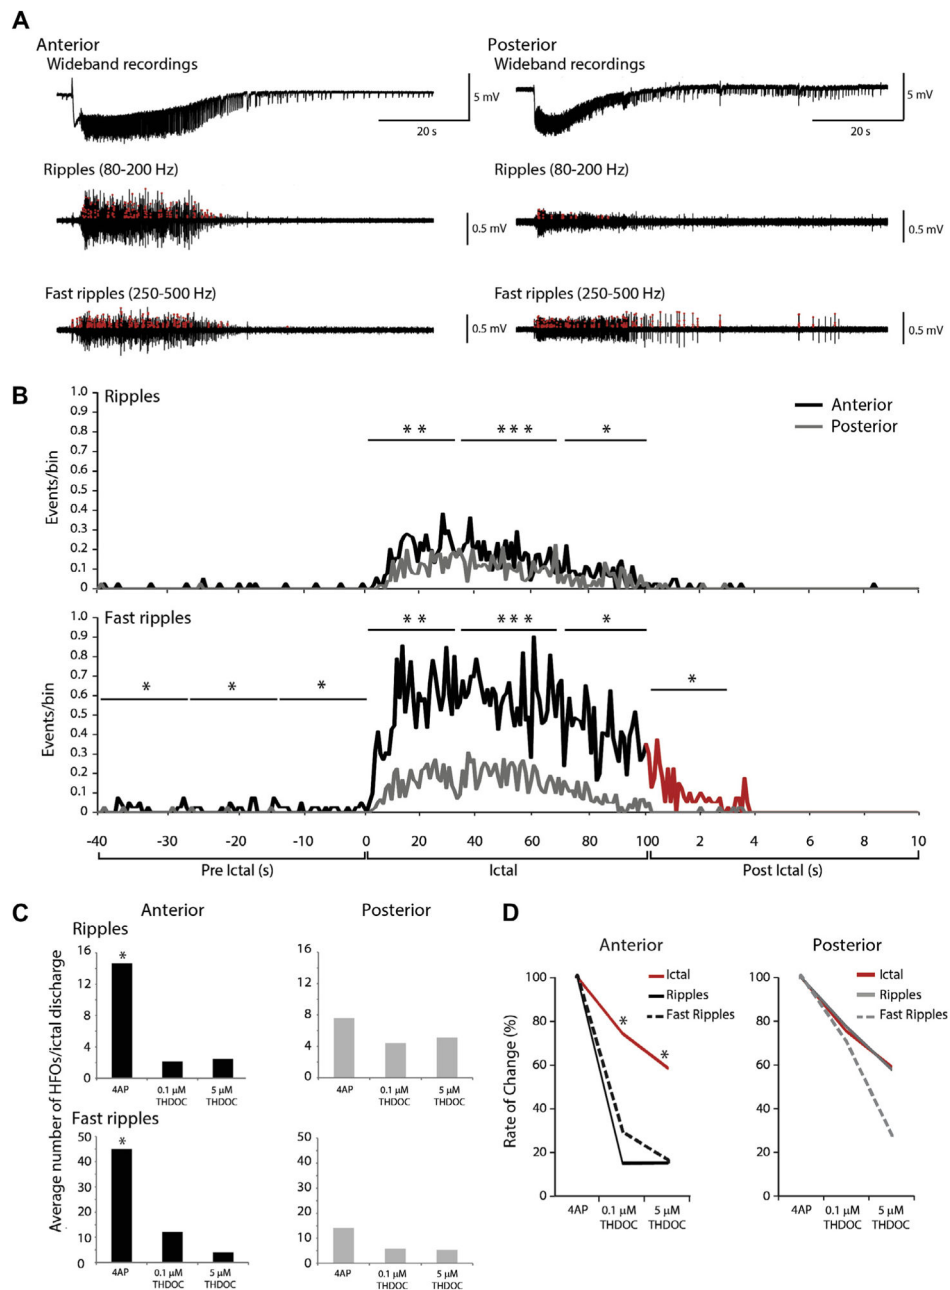 A
Anterior
Wideband recordings
5 mV
20 s
Ripples (80-200 Hz)
0.5 mV
Fast ripples (250-500 Hz)
0.5 mV
Posterior
Wideband recordings
5 mV
20 s
Ripples (80-200 Hz)
0.5 mV
Fast ripples (250-500 Hz)
0.5 mV
B
Ripples
Anterior
Posterior
Events/bin
1.0
0.9
0.8
0.7
0.6
0.5
0.4
0.3
0.2
0.1
0
* *
* * *
*
Fast ripples
Events/bin
1.0
0.9
0.8
0.7
0.6
0.5
0.4
0.3
0.2
0.1
0
*
*
*
* *
* * *
*
*
-40 -30 -20 -10 0 20 40 60 80 100 2 4 6 8 10
Pre Ictal (s)
Ictal
Post Ictal (s)
C
Anterior
Posterior
Average number of HFOs/ictal discharge
Ripples
16
12
8
4
2
0
*
4AP
0.1 µM THDOC
5 µM THDOC
16
12
8
4
0
4AP
0.1 µM THDOC
5 µM THDOC
Fast ripples
50
40
30
20
10
0
*
4AP
0.1 µM THDOC
5 µM THDOC
50
40
30
20
10
0
4AP
0.1 µM THDOC
5 µM THDOC
D
Anterior
Rate of Change (%)
100
80
60
40
20
0
Ictal
Ripples
Fast Ripples
*
*
4AP
0.1 µM THDOC
5 µM THDOC
Posterior
100
80
60
40
20
0
Ictal
Ripples
Fast Ripples
4AP
0.1 µM THDOC
5 µM THDOC